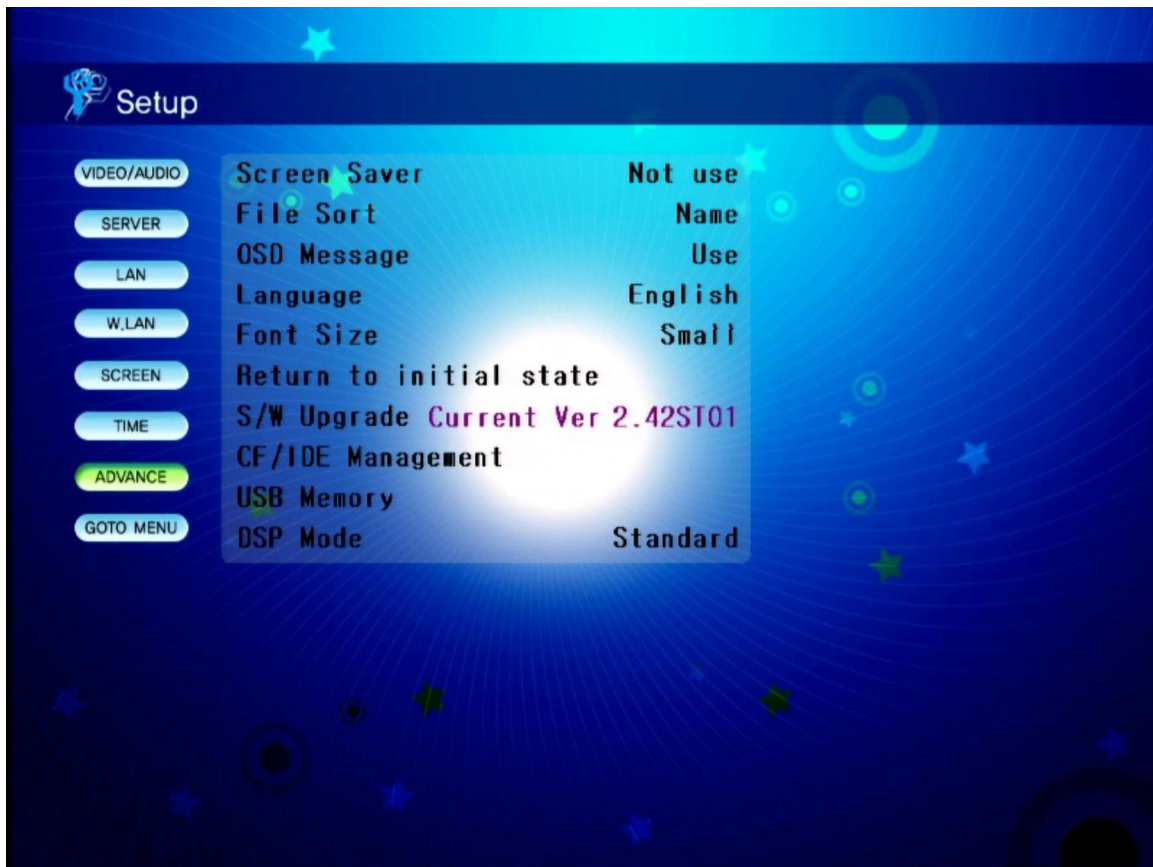 Setup
VIDEO/AUDIO
SERVER
LAN
W.LAN
SCREEN
TIME
ADVANCE
GOTO MENU
Screen Saver Not use
File Sort Name
OSD Message Use
Language English
Font Size Small
Return to initial state
S/W Upgrade Current Ver 2.42ST01
CF/IDE Management
USB Memory
DSP Mode Standard